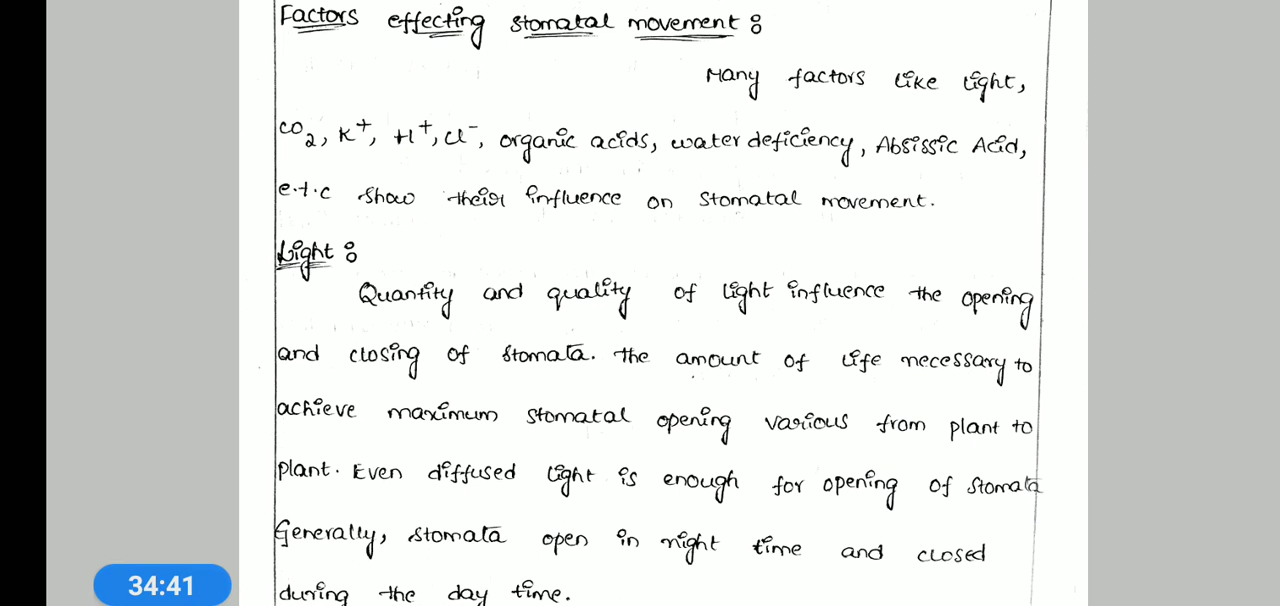 Factors effecting stomatal movement :
Many factors like light,
CO2, K+, H+, Cl-, organic acids, water deficiency, Absissic Acid,
e.t.c show their influence on stomatal movement.
Light :
Quantity and quality of light influence the opening
and closing of stomata. The amount of life necessary to
achieve maximum stomatal opening various from plant to
plant. Even diffused light is enough for opening of stomata
Generally, stomata open in night time and closed
during the day time.
34:41